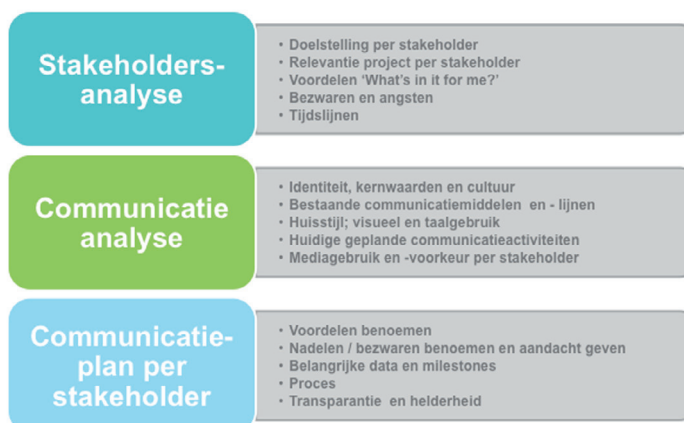 Stakeholders-
analyse
• Doelstelling per stakeholder
• Relevantie project per stakeholder
• Voordelen ‘What’s in it for me?’
• Bezwaren en angsten
• Tijdslijnen
Communicatie
analyse
• Identiteit, kernwaarden en cultuur
• Bestaande communicatiemiddelen en - lijnen
• Huisstijl; visueel en taalgebruik
• Huidige geplande communicatieactiviteiten
• Mediagebruik en -voorkeur per stakeholder
Communicatie-
plan per
stakeholder
• Voordelen benoemen
• Nadelen / bezwaren benoemen en aandacht geven
• Belangrijke data en milestones
• Proces
• Transparantie en helderheid